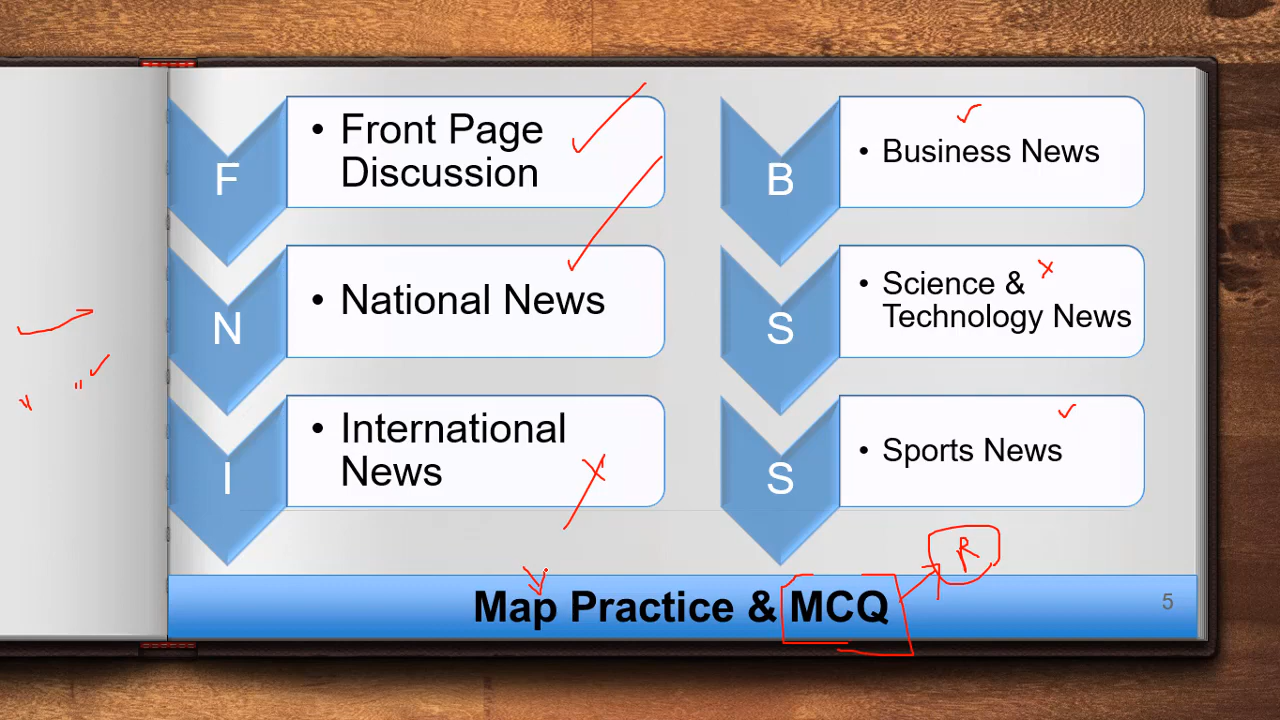 F
• Front Page
Discussion
N
• National News
I
• International
News
B
• Business News
S
• Science &
Technology News
S
• Sports News
R
Map Practice & MCQ
5